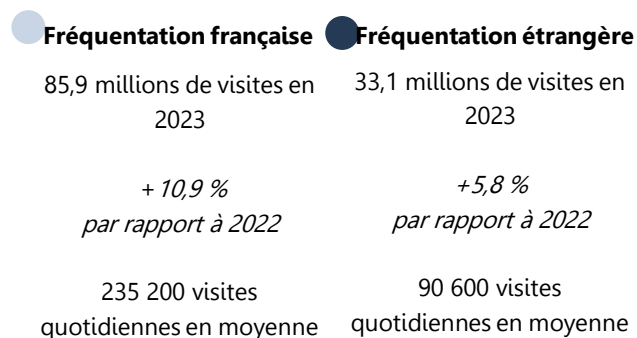 Fréquentation française
85,9 millions de visites en
2023
+ 10,9 %
par rapport à 2022
235 200 visites
quotidiennes en moyenne
Fréquentation étrangère
33,1 millions de visites en
2023
+5,8 %
par rapport à 2022
90 600 visites
quotidiennes en moyenne